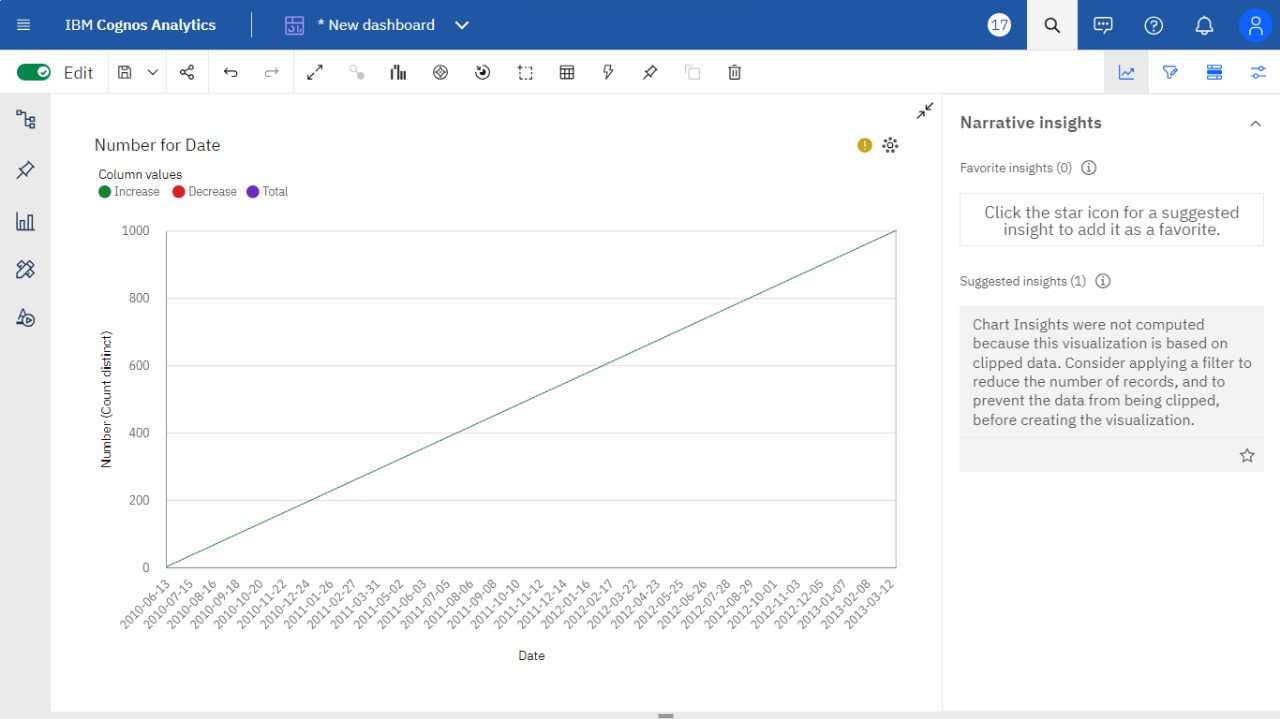 IBM Cognos Analytics
* New dashboard
17
Edit
Number for Date
Column values
Increase Decrease Total
1000
800
600
400
200
0
Number (Count distinct)
2010-06-13
2010-07-15
2010-08-16
2010-09-18
2010-10-20
2010-11-22
2010-12-24
2011-01-26
2011-02-27
2011-03-31
2011-05-02
2011-06-03
2011-07-05
2011-08-06
2011-09-08
2011-10-10
2011-11-12
2011-12-14
2012-01-16
2012-02-17
2012-03-22
2012-04-23
2012-05-25
2012-06-26
2012-07-28
2012-08-29
2012-10-01
2012-11-03
2012-12-05
2013-01-07
2013-02-08
2013-03-12
Date
Narrative insights
Favorite insights (0)
Click the star icon for a suggested
insight to add it as a favorite.
Suggested insights (1)
Chart Insights were not computed
because this visualization is based on
clipped data. Consider applying a filter to
reduce the number of records, and to
prevent the data from being clipped,
before creating the visualization.